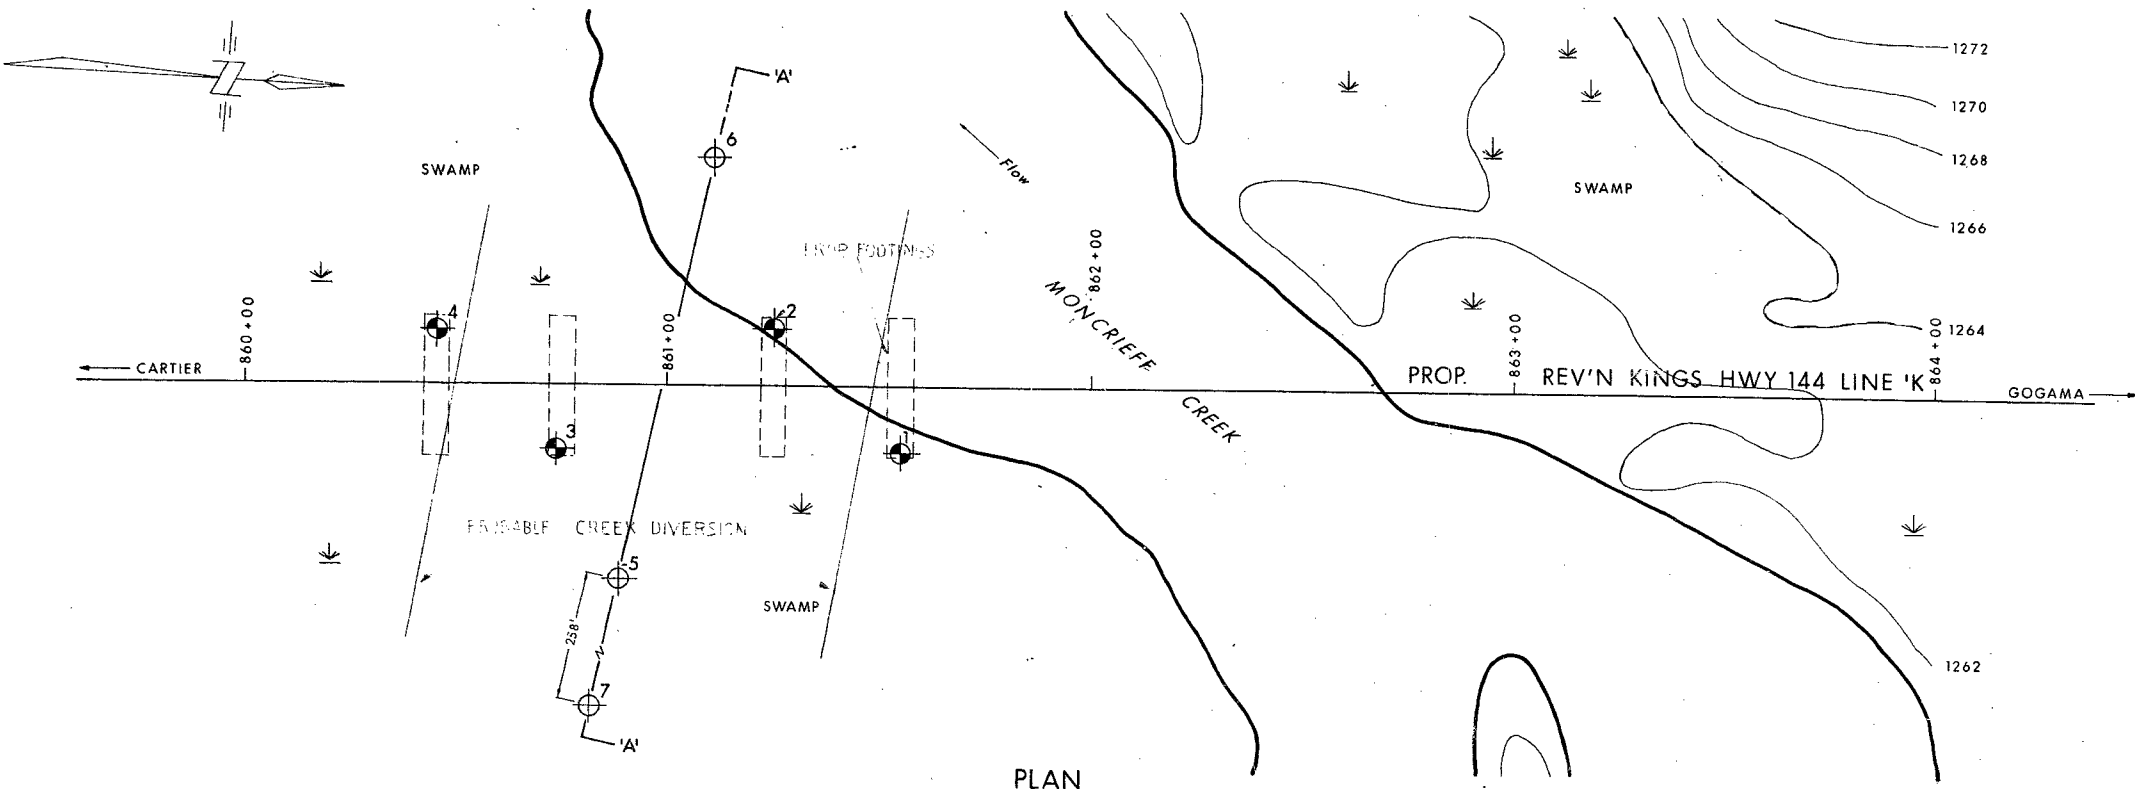 1272
1270
1268
1266
1264
1262
'A'
6
SWAMP
Flow
SWAMP
FOOTINGS
860+00
861+00
862+00
863+00
864+00
4
2
3
1
MONCRIEFF
CREEK
CARTIER
PROP. REV'N KINGS HWY 144 LINE 'K'
GOGAMA
CREEK DIVERSION
5
SWAMP
258'
7
'A'
PLAN